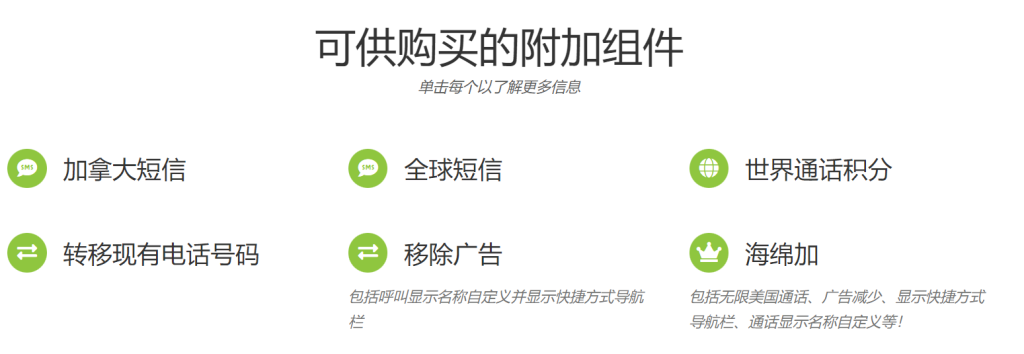 可供购买的附加组件
单击每个以了解更多信息
SMS 加拿大短信
SMS 全球短信
世界通话积分
转移现有电话号码
移除广告
包括呼叫显示名称自定义并显示快捷方式导航
栏
海绵加
包括无限美国通话、广告减少、显示快捷方式
导航栏、通话显示名称自定义等！